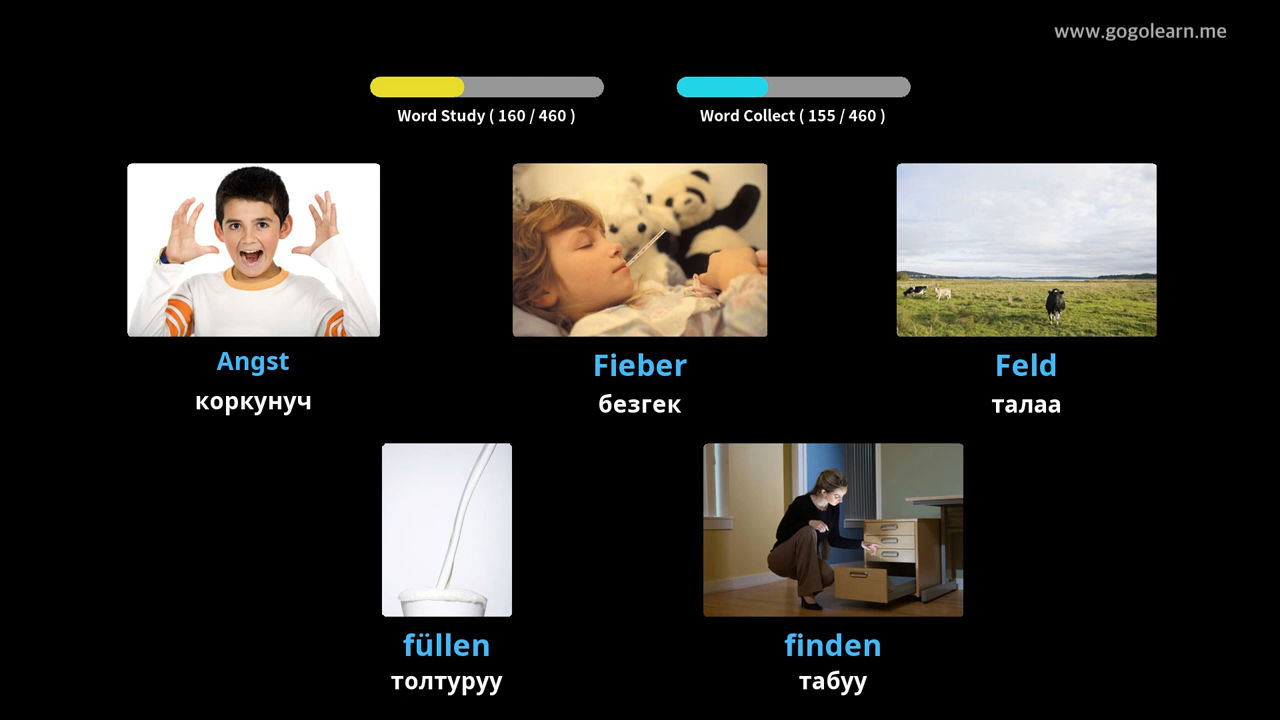 www.gogolearn.me
Word Study ( 160 / 460 )
Word Collect ( 155 / 460 )
Angst
коркунуч
Fieber
безгек
Feld
талаа
füllen
толтуруу
finden
табуу